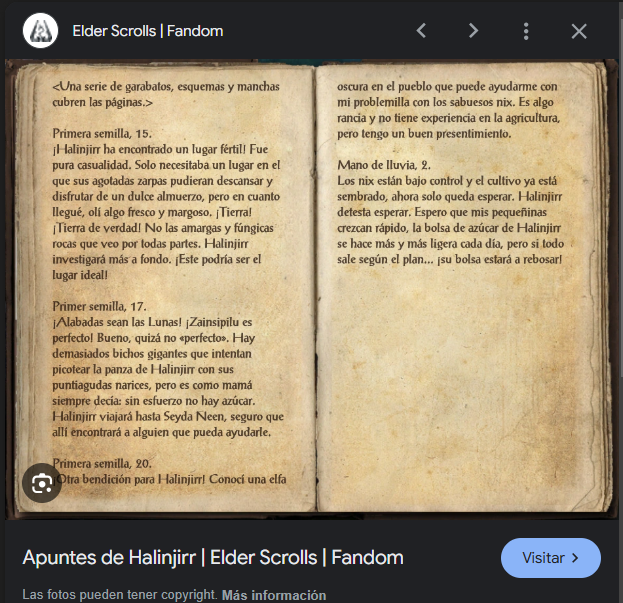 Elder Scrolls | Fandom
<Una serie de garabatos, esquemas y manchas
cubren las páginas.>
Primera semilla, 15.
¡Halinjirr ha encontrado un lugar fértil! Fue
pura casualidad. Solo necesitaba un lugar en el
que sus agotadas zarpas pudieran descansar y
disfrutar de un dulce almuerzo, pero en cuanto
llegué, olí algo fresco y margoso. ¡Tierra!
¡Tierra de verdad! No las amargas y fúngicas
rocas que veo por todas partes. Halinjirr
investigará más a fondo. ¡Este podría ser el
lugar ideal!
Primer semilla, 17.
¡Alabadas sean las Lunas! ¡Zainsipilu es
perfecto! Bueno, quizá no «perfecto». Hay
demasiados bichos gigantes que intentan
picotear la panza de Halinjirr con sus
puntiagudas narices, pero es como mamá
siempre decía: sin esfuerzo no hay azúcar.
Halinjirr viajará hasta Seyda Neen, seguro que
allí encontrará a alguien que pueda ayudarle.
Primera semilla, 20.
¡Otra bendición para Halinjirr! Conocí una elfa
oscura en el pueblo que puede ayudarme con
mi problemilla con los sabuesos nix. Es algo
rancia y no tiene experiencia en la agricultura,
pero tengo un buen presentimiento.
Mano de lluvia, 2.
Los nix están bajo control y el cultivo ya está
sembrado, ahora solo queda esperar. Halinjirr
detesta esperar. Espero que mis pequeñinas
crezcan rápido, la bolsa de azúcar de Halinjirr
se hace más y más ligera cada día, pero si todo
sale según el plan... ¡su bolsa estará a rebosar!
Apuntes de Halinjirr | Elder Scrolls | Fandom
Visitar >
Las fotos pueden tener copyright. Más información